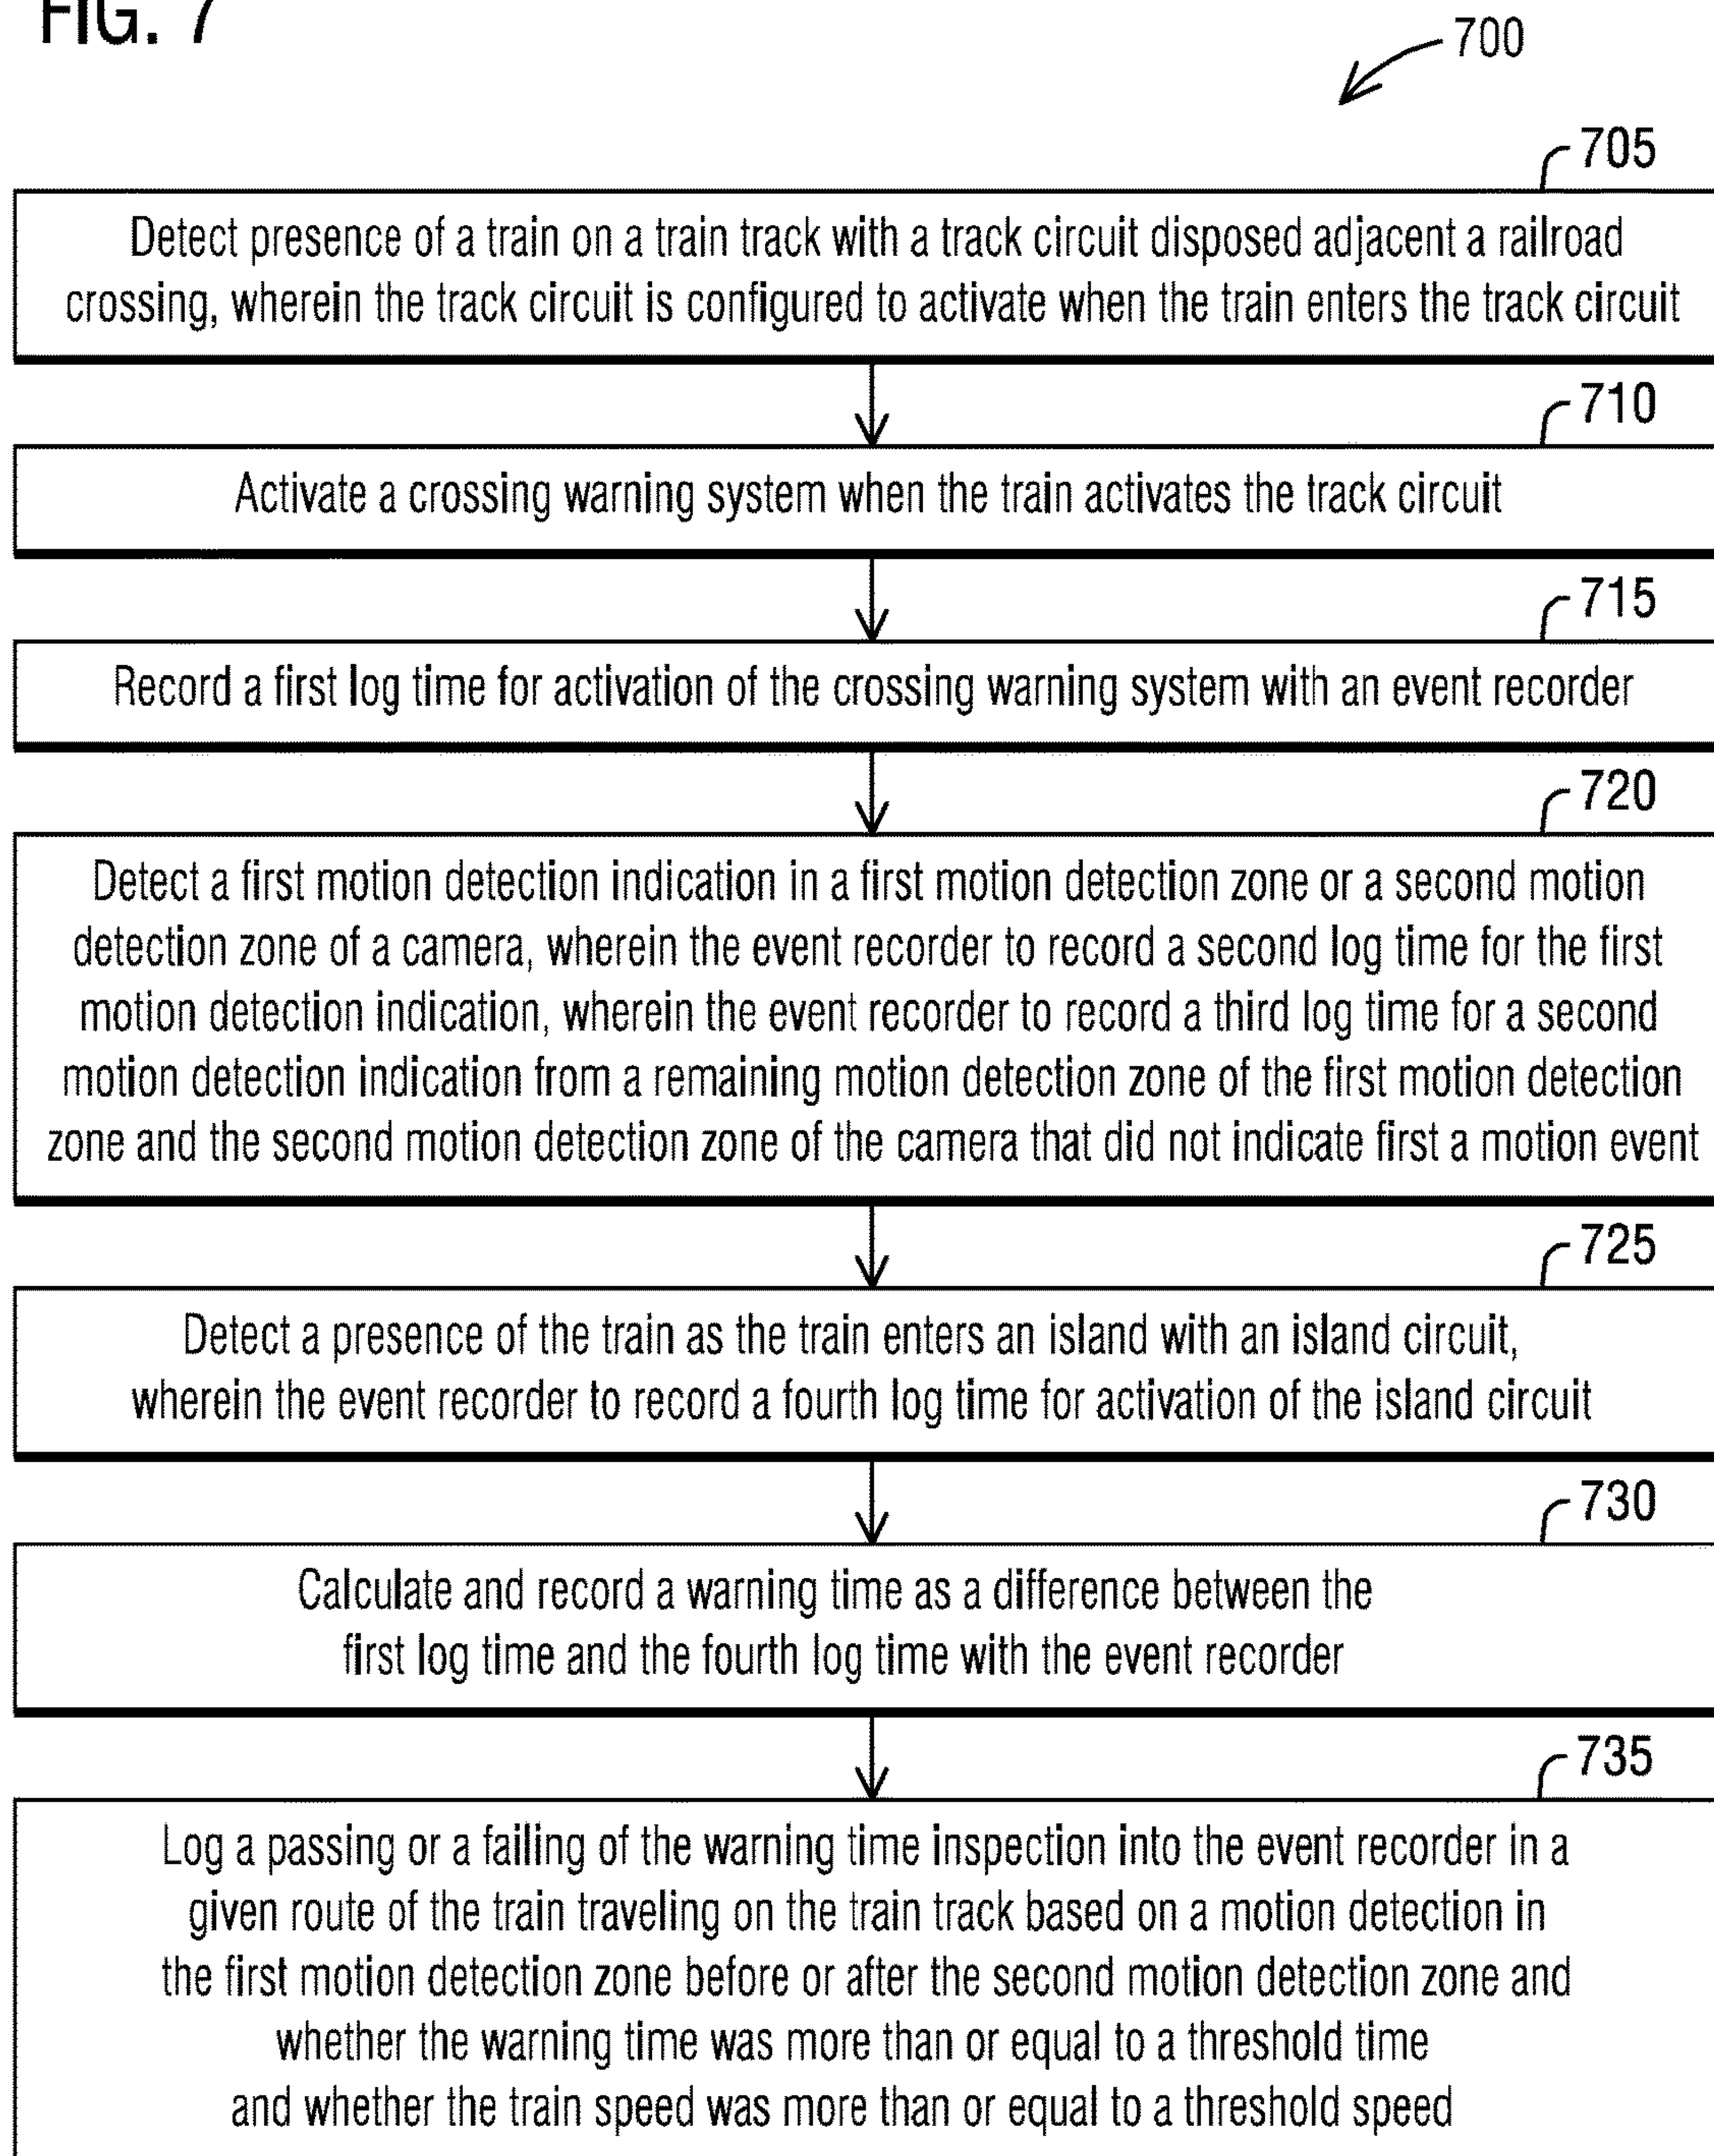 FIG. 7
700
705
Detect presence of a train on a train track with a track circuit disposed adjacent a railroad
crossing, wherein the track circuit is configured to activate when the train enters the track circuit
710
Activate a crossing warning system when the train activates the track circuit
715
Record a first log time for activation of the crossing warning system with an event recorder
720
Detect a first motion detection indication in a first motion detection zone or a second motion
detection zone of a camera, wherein the event recorder to record a second log time for the first
motion detection indication, wherein the event recorder to record a third log time for a second
motion detection indication from a remaining motion detection zone of the first motion detection
zone and the second motion detection zone of the camera that did not indicate first a motion event
725
Detect a presence of the train as the train enters an island with an island circuit,
wherein the event recorder to record a fourth log time for activation of the island circuit
730
Calculate and record a warning time as a difference between the
first log time and the fourth log time with the event recorder
735
Log a passing or a failing of the warning time inspection into the event recorder in a
given route of the train traveling on the train track based on a motion detection in
the first motion detection zone before or after the second motion detection zone and
whether the warning time was more than or equal to a threshold time
and whether the train speed was more than or equal to a threshold speed